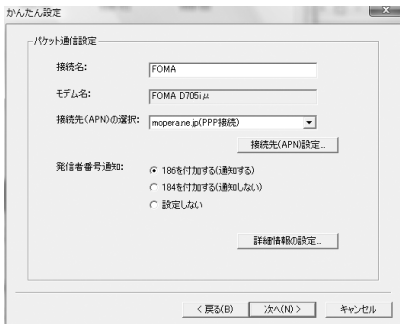 かんたん設定
パケット通信設定
接続名: FOMA
モデム名: FOMA D705iμ
接続先(APN)の選択: mopera.ne.jp(PPP接続)
接続先(APN)設定...
発信者番号通知: 186を付加する(通知する)
184を付加する(通知しない)
設定しない
詳細情報の設定...
< 戻る(B) 次へ(N) > キャンセル